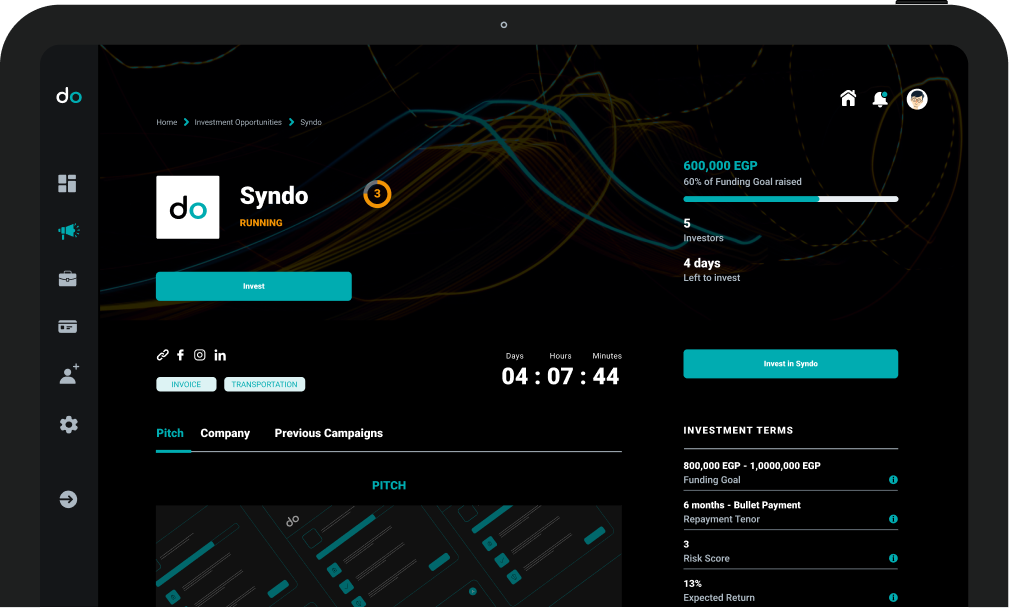 do
Home > Investment Opportunities > Syndo
do
Syndo
3
RUNNING
Invest
600,000 EGP
60% of Funding Goal raised
5
Investors
4 days
Left to invest
Days Hours Minutes
04 : 07 : 44
INVOICE TRANSPORTATION
Invest in Syndo
Pitch Company Previous Campaigns
PITCH
do
INVESTMENT TERMS
800,000 EGP - 1,0000,000 EGP
Funding Goal
6 months - Bullet Payment
Repayment Tenor
3
Risk Score
13%
Expected Return